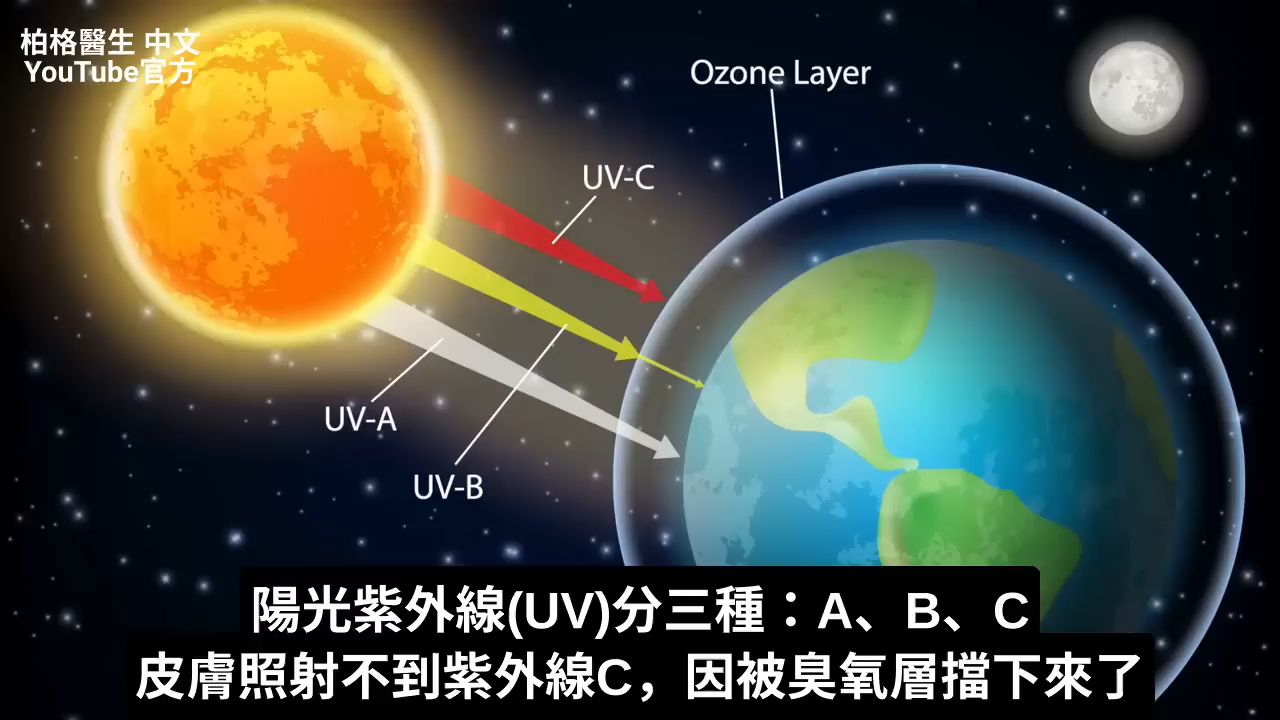 柏格醫生 中文
YouTube官方
Ozone Layer
UV-C
UV-A
UV-B
陽光紫外線(UV)分三種：A、B、C
皮膚照射不到紫外線C，因被臭氧層擋下來了